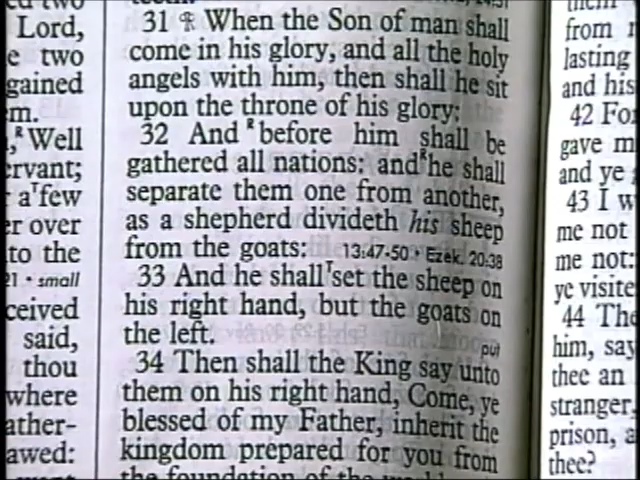 Lord,
e two
gained
m.
Well
ervant;
a few
er over
to the
21 • small
ceived
said,
thou
where
ather-
awed:
31 ¶ When the Son of man shall
come in his glory, and all the holy
angels with him, then shall he sit
upon the throne of his glory:
32 And R before him shall be
gathered all nations: and R he shall
separate them one from another,
as a shepherd divideth his sheep
from the goats: 13:47-50 • Ezek. 20:38
33 And he shall T set the sheep on
his right hand, but the goats on
the left. put
34 Then shall the King say unto
them on his right hand, Come, ye
blessed of my Father, inherit the
kingdom prepared for you from
the foundation of the
from
lasting
and his
42 For
gave m
and ye
43 I w
me not
me not:
ye visite
44 The
him, say
thee an
stranger,
prison, a
thee?